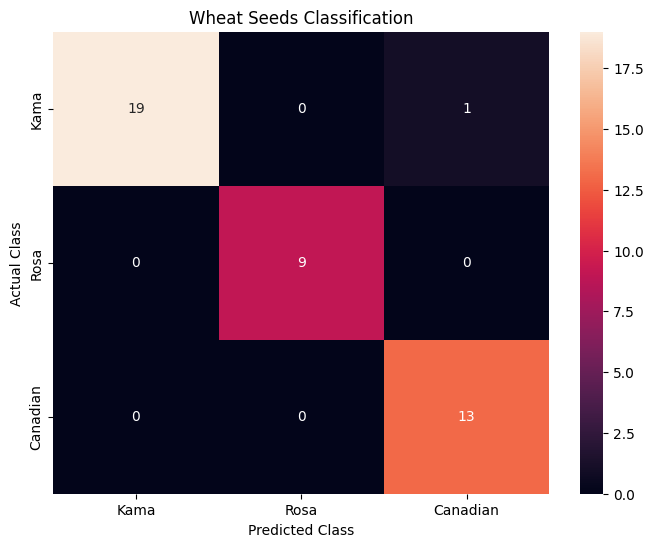 Wheat Seeds Classification
Actual Class
Kama
Rosa
Canadian
19 0 1
0 9 0
0 0 13
Kama Rosa Canadian
Predicted Class
17.5
15.0
12.5
10.0
7.5
5.0
2.5
0.0